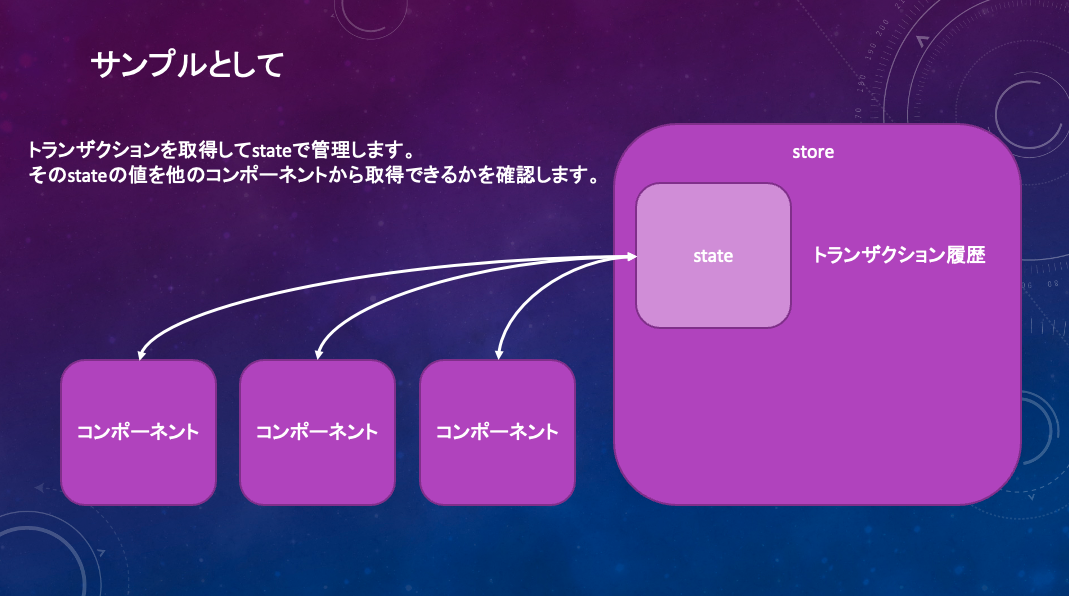 サンプルとして
トランザクションを取得してstateで管理します。
そのstateの値を他のコンポーネントから取得できるかを確認します。
store
state
トランザクション履歴
コンポーネント
コンポーネント
コンポーネント